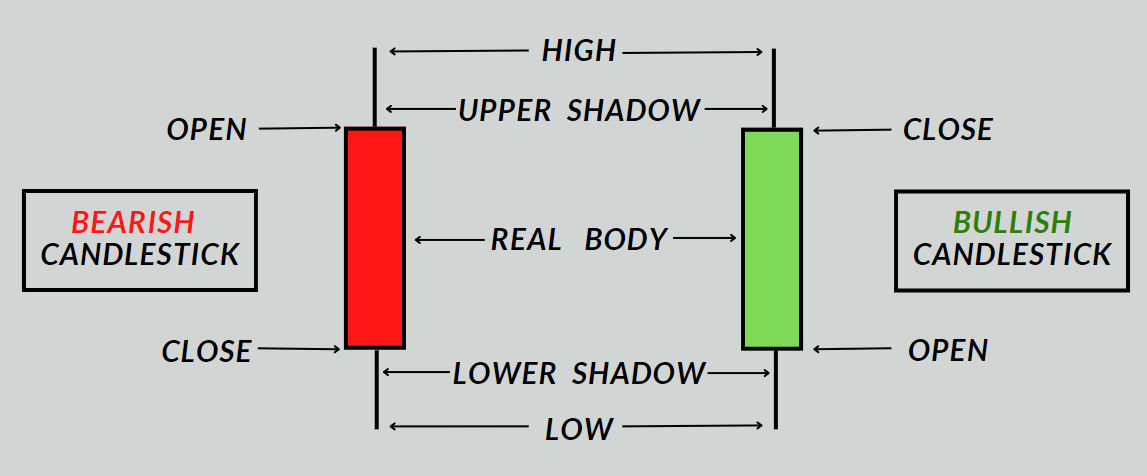 HIGH
UPPER SHADOW
OPEN
CLOSE
BEARISH
CANDLESTICK
REAL BODY
BULLISH
CANDLESTICK
CLOSE
OPEN
LOWER SHADOW
LOW